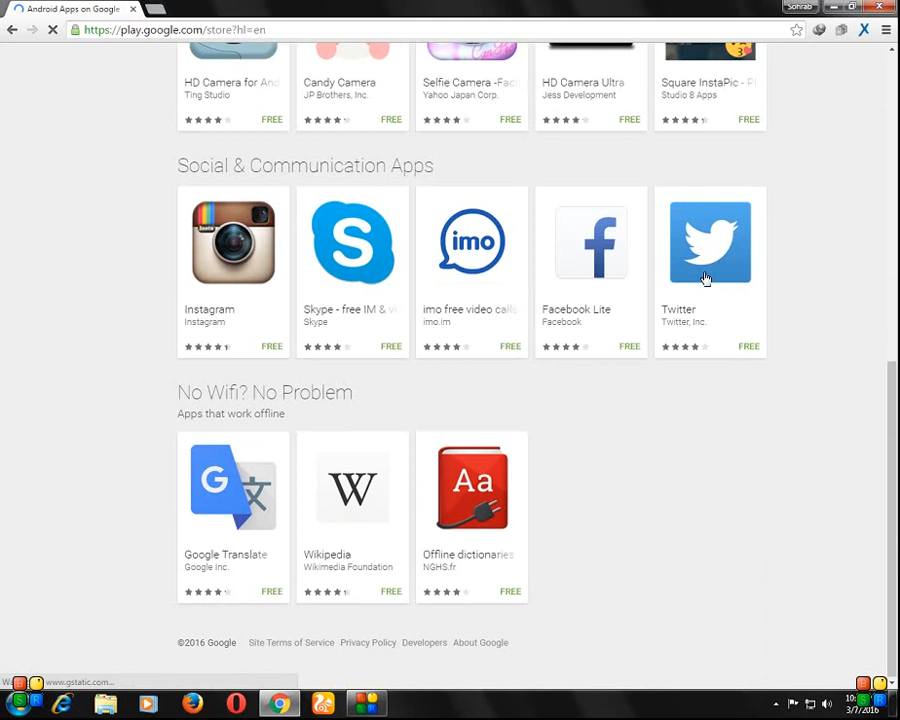 Android Apps on Google
Sohrab
https://play.google.com/store?hl=en
HD Camera for And
Candy Camera
Selfie Camera -Fac
HD Camera Ultra
Square InstaPic - P
Ting Studio
JP Brothers, Inc.
Yahoo Japan Corp.
Jess Development
Studio 8 Apps
FREE
FREE
FREE
FREE
FREE
Social & Communication Apps
imo
Instagram
Skype - free IM & vi
imo free video calls
Facebook Lite
Twitter
Instagram
Skype
imo.im
Facebook
Twitter, Inc.
FREE
FREE
FREE
FREE
FREE
No Wifi? No Problem
Apps that work offline
G
W
Aa
Google Translate
Wikipedia
Offline dictionaries
Google Inc.
Wikimedia Foundation
NGHS.fr
FREE
FREE
FREE
©2016 Google
Site Terms of Service
Privacy Policy
Developers
About Google
www.gstatic.com...
3/7/2016